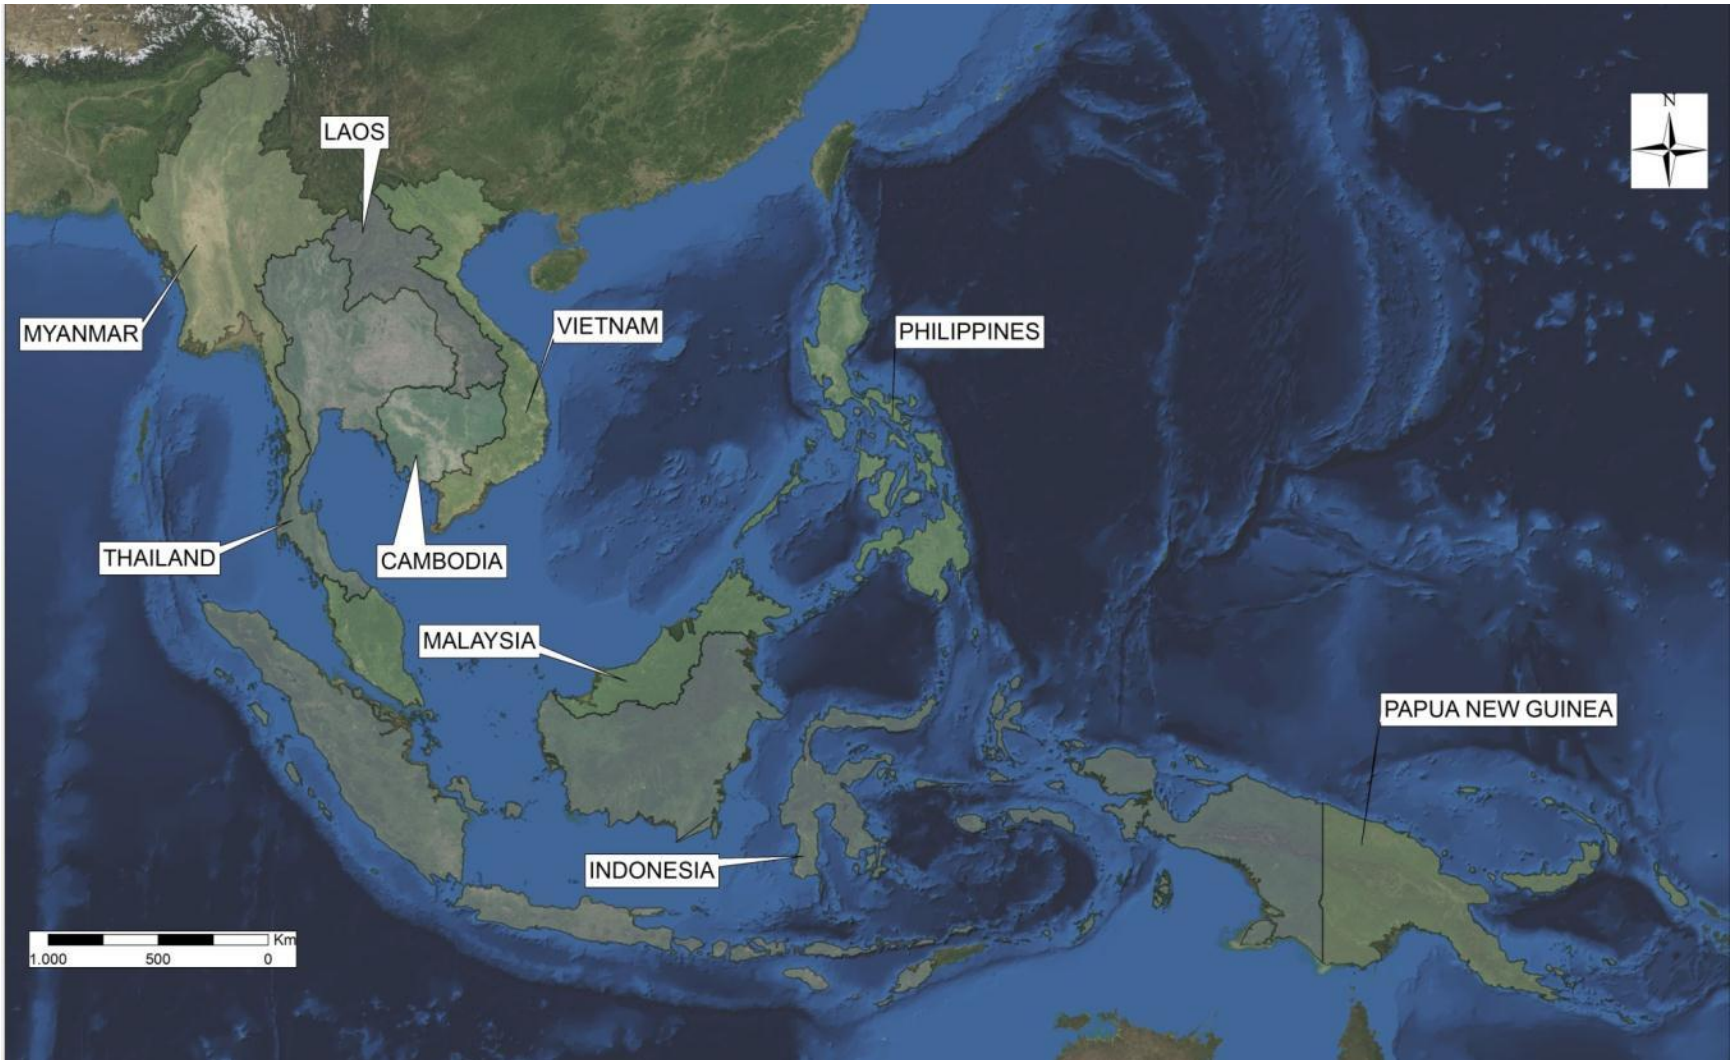 N
LAOS
MYANMAR
VIETNAM
PHILIPPINES
THAILAND
CAMBODIA
MALAYSIA
PAPUA NEW GUINEA
INDONESIA
Km
1.000 500 0